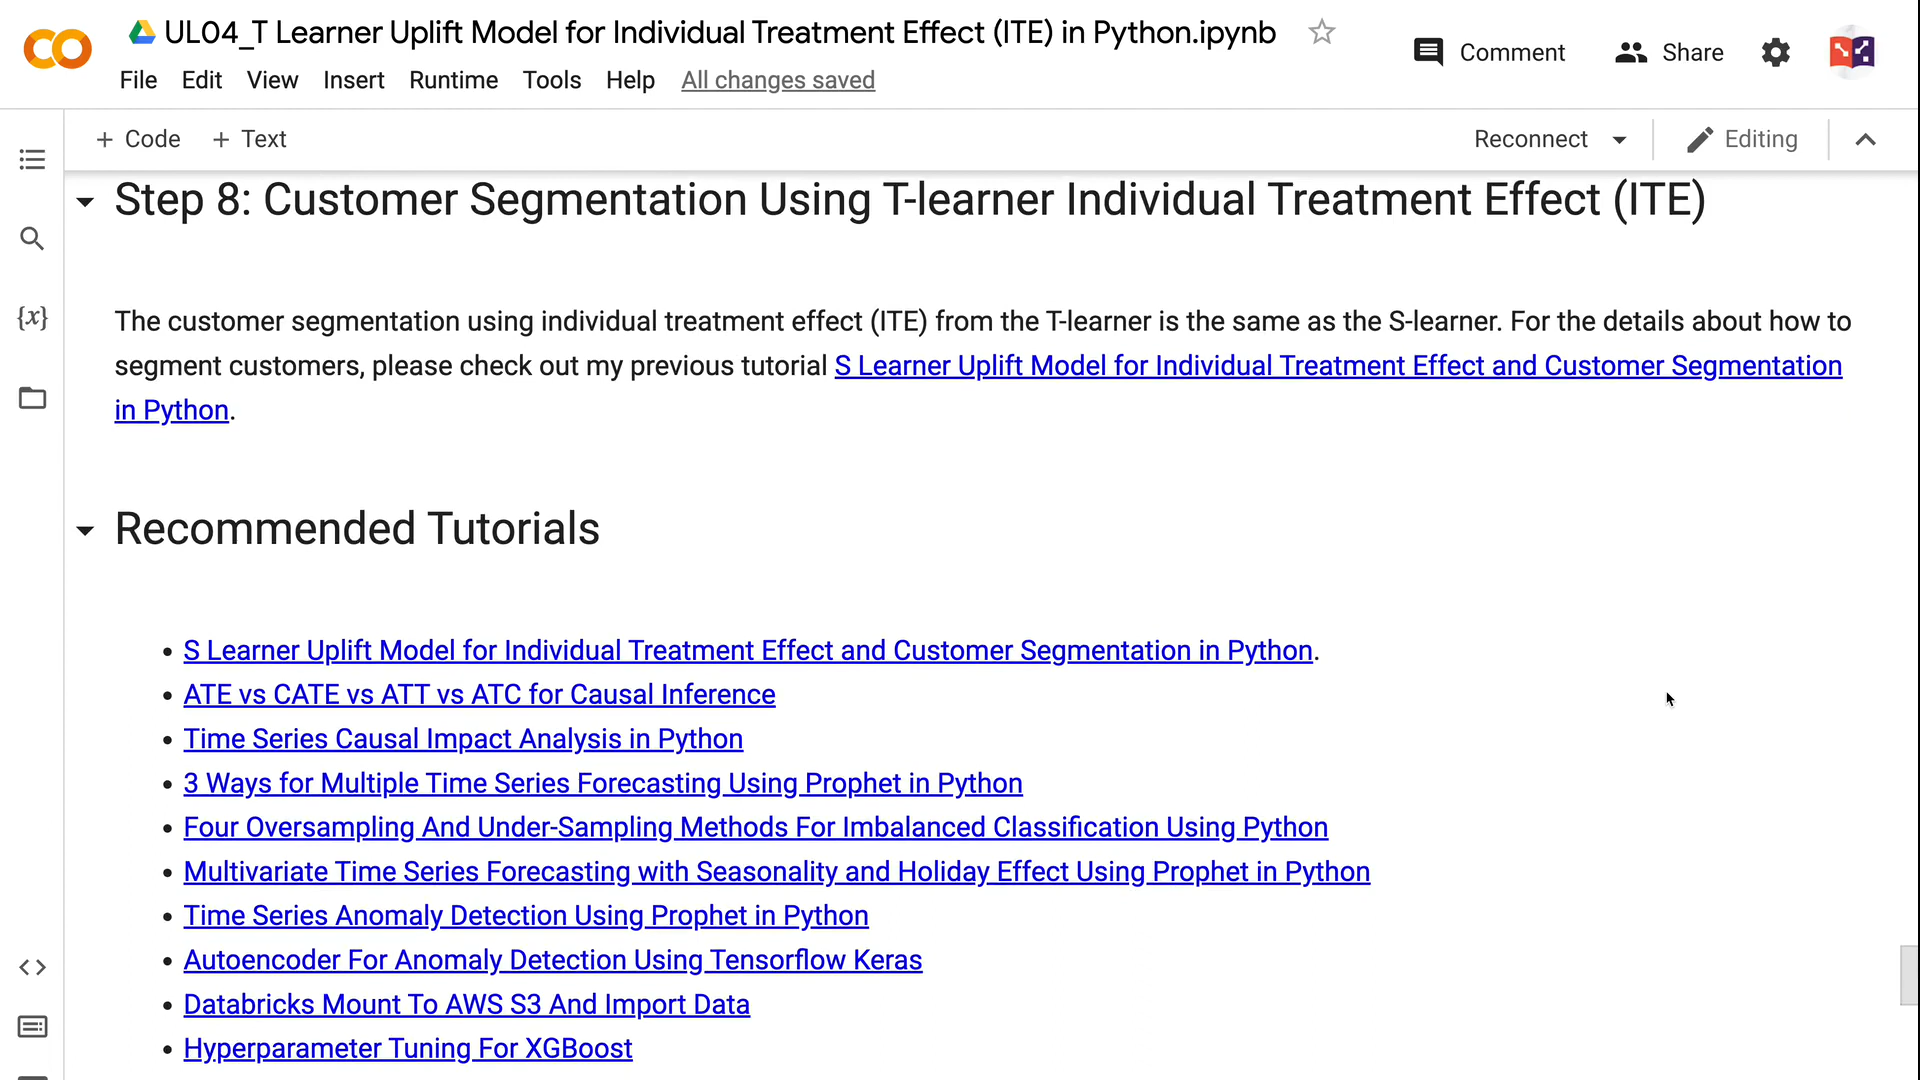 UL04_T Learner Uplift Model for Individual Treatment Effect (ITE) in Python.ipynb
Comment
Share
File Edit View Insert Runtime Tools Help All changes saved
+ Code + Text
Reconnect
Editing
Step 8: Customer Segmentation Using T-learner Individual Treatment Effect (ITE)
{x}
The customer segmentation using individual treatment effect (ITE) from the T-learner is the same as the S-learner. For the details about how to
segment customers, please check out my previous tutorial S Learner Uplift Model for Individual Treatment Effect and Customer Segmentation
in Python.
Recommended Tutorials
• S Learner Uplift Model for Individual Treatment Effect and Customer Segmentation in Python.
• ATE vs CATE vs ATT vs ATC for Causal Inference
• Time Series Causal Impact Analysis in Python
• 3 Ways for Multiple Time Series Forecasting Using Prophet in Python
• Four Oversampling And Under-Sampling Methods For Imbalanced Classification Using Python
• Multivariate Time Series Forecasting with Seasonality and Holiday Effect Using Prophet in Python
• Time Series Anomaly Detection Using Prophet in Python
• Autoencoder For Anomaly Detection Using Tensorflow Keras
• Databricks Mount To AWS S3 And Import Data
• Hyperparameter Tuning For XGBoost